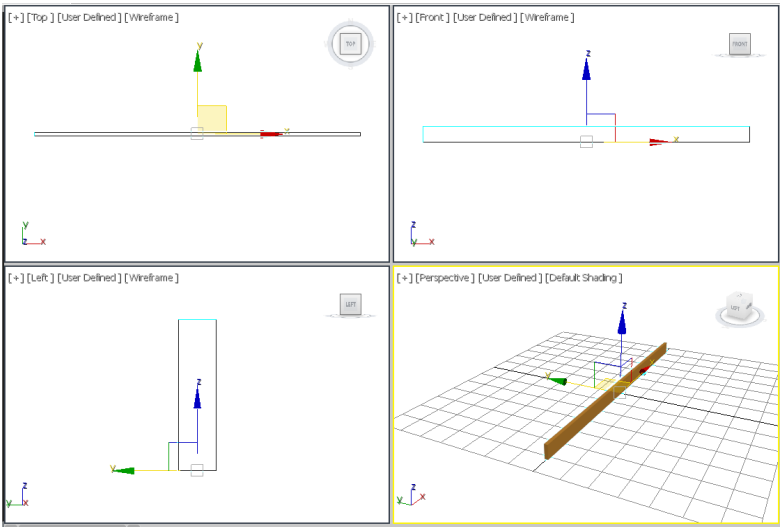 [+] [Top ] [User Defined ] [Wireframe ]
TOP
y
x
y
z x
[+] [Front ] [User Defined ] [Wireframe ]
FRONT
z
x
z
y x
[+] [Left ] [User Defined ] [Wireframe ]
LEFT
z
y
z
y x
[+] [Perspective ] [User Defined ] [Default Shading ]
LEFT
z
y
x
z
y x